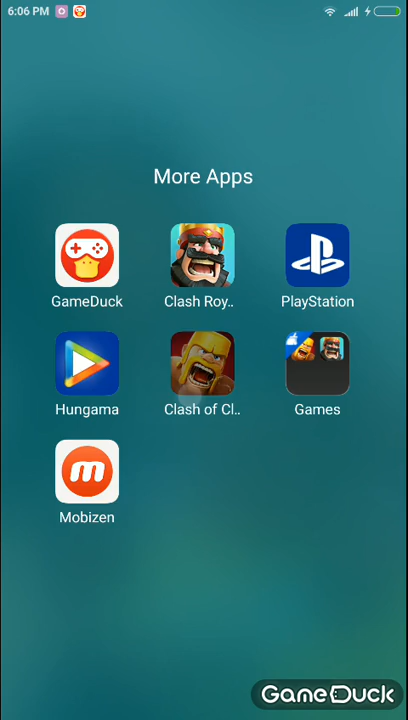 6:06 PM
More Apps
GameDuck
Clash Roy..
PlayStation
Hungama
Clash of Cl..
Games
Mobizen
GameDuck